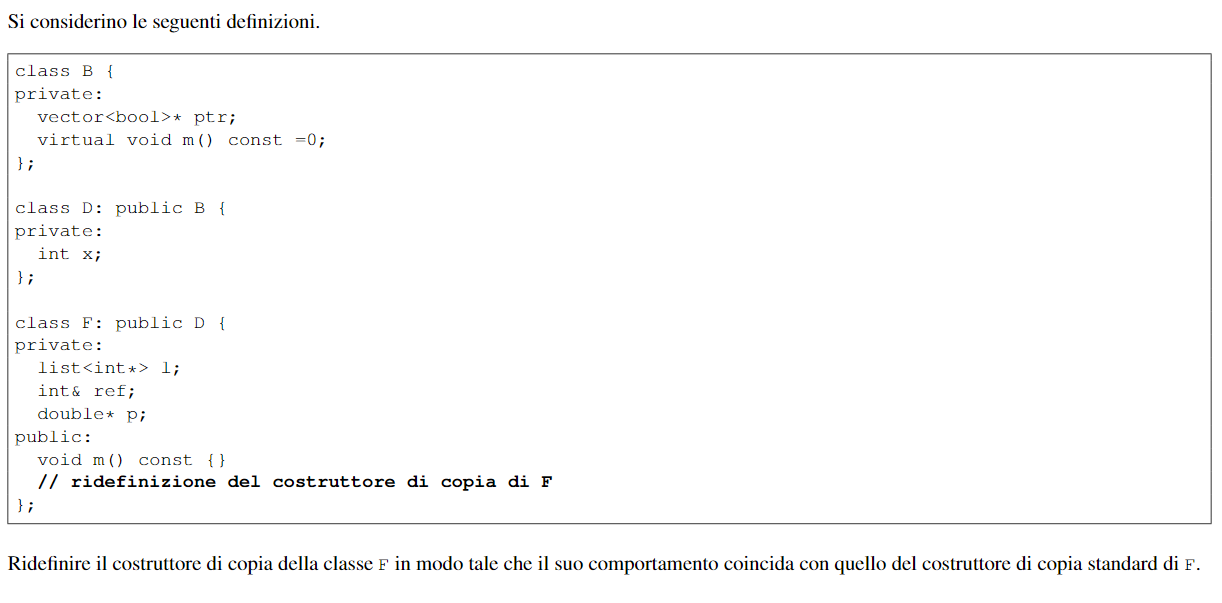 Si considerino le seguenti definizioni.
class B {
private:
  vector<bool>* ptr;
  virtual void m() const =0;
};
class D: public B {
private:
  int x;
};
class F: public D {
private:
  list<int*> l;
  int& ref;
  double* p;
public:
  void m() const {}
  // ridefinizione del costruttore di copia di F
};
Ridefinire il costruttore di copia della classe F in modo tale che il suo comportamento coincida con quello del costruttore di copia standard di F.